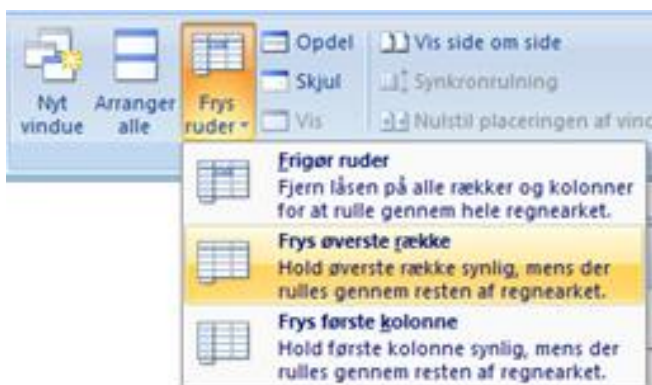 Nyt vindue
Arranger alle
Frys ruder
Opdel
Skjul
Vis
Vis side om side
Synkronrulning
Nulstil placeringen af
Frigør ruder
Fjern låsen på alle rækker og kolonner
for at rulle gennem hele regnearket.
Frys øverste række
Hold øverste række synlig, mens der
rulles gennem resten af regnearket.
Frys første kolonne
Hold første kolonne synlig, mens der
rulles gennem resten af regnearket.